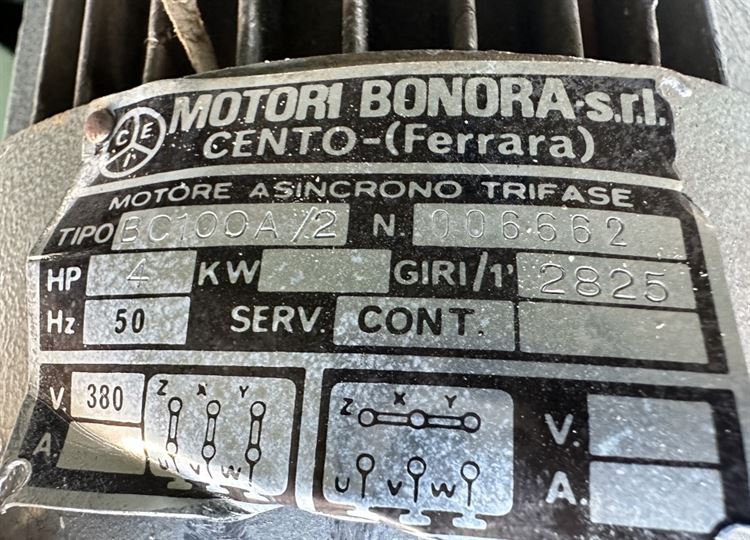 CEI
MOTORI BONORA-s.r.l.
CENTO-(Ferrara)
MOTORE ASINCRONO TRIFASE
TIPO BC100A/2 N. 006662
HP 4 KW GIRI/1' 2825
Hz 50 SERV. CONT.
V. 380
A
Z X Y
U V W
Z X Y
U V W
V.
A.